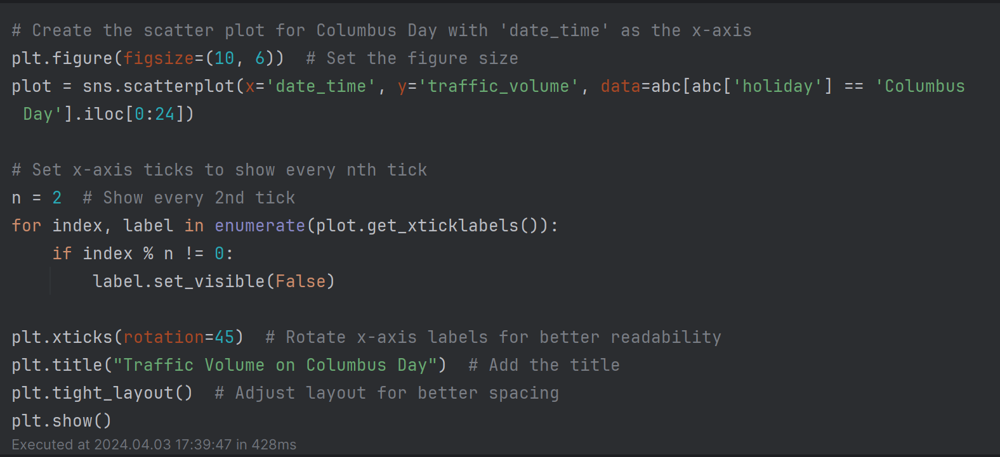 # Create the scatter plot for Columbus Day with 'date_time' as the x-axis
plt.figure(figsize=(10, 6))  # Set the figure size
plot = sns.scatterplot(x='date_time', y='traffic_volume', data=abc[abc['holiday'] == 'Columbus
 Day'].iloc[0:24])
# Set x-axis ticks to show every nth tick
n = 2  # Show every 2nd tick
for index, label in enumerate(plot.get_xticklabels()):
    if index % n != 0:
        label.set_visible(False)
plt.xticks(rotation=45)  # Rotate x-axis labels for better readability
plt.title("Traffic Volume on Columbus Day")  # Add the title
plt.tight_layout()  # Adjust layout for better spacing
plt.show()
Executed at 2024.04.03 17:39:47 in 428ms